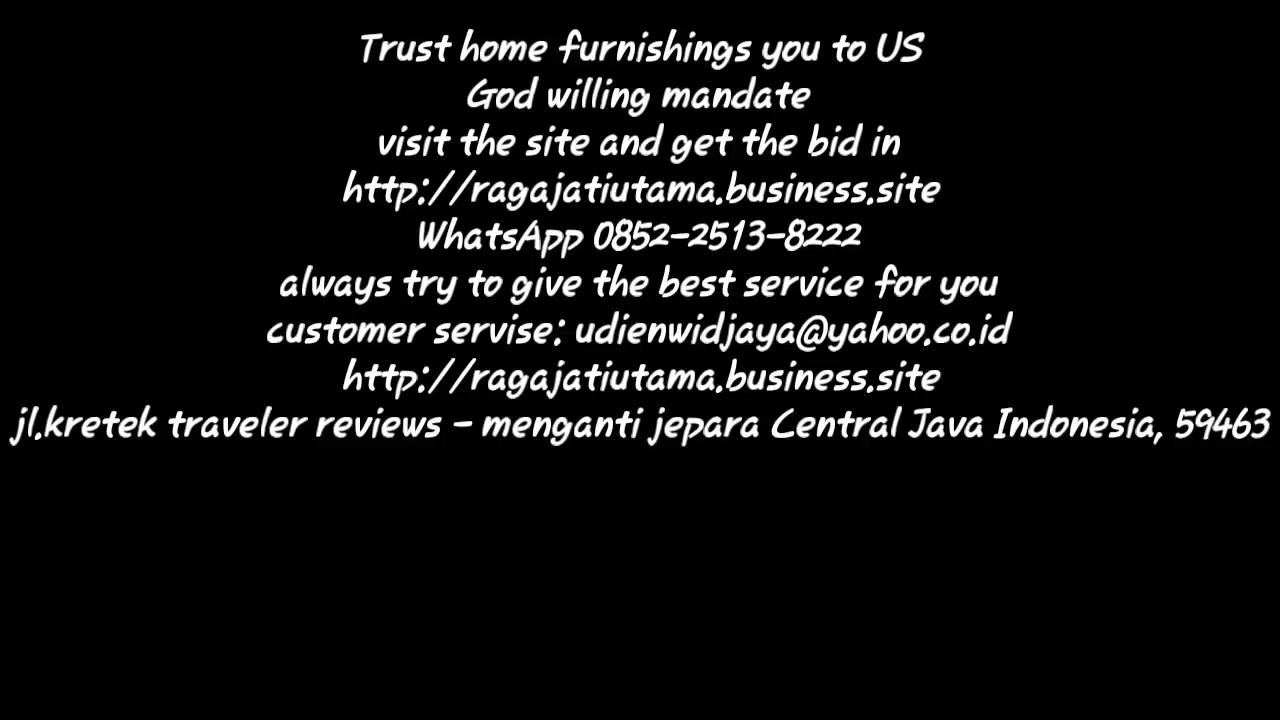 Trust home furnishings you to US
God willing mandate
visit the site and get the bid in
http://ragajatiutama.business.site
WhatsApp 0852-2513-8222
always try to give the best service for you
customer servise: udienwidjaya@yahoo.co.id
http://ragajatiutama.business.site
jl.kretek traveler reviews - menganti jepara Central Java Indonesia, 59463